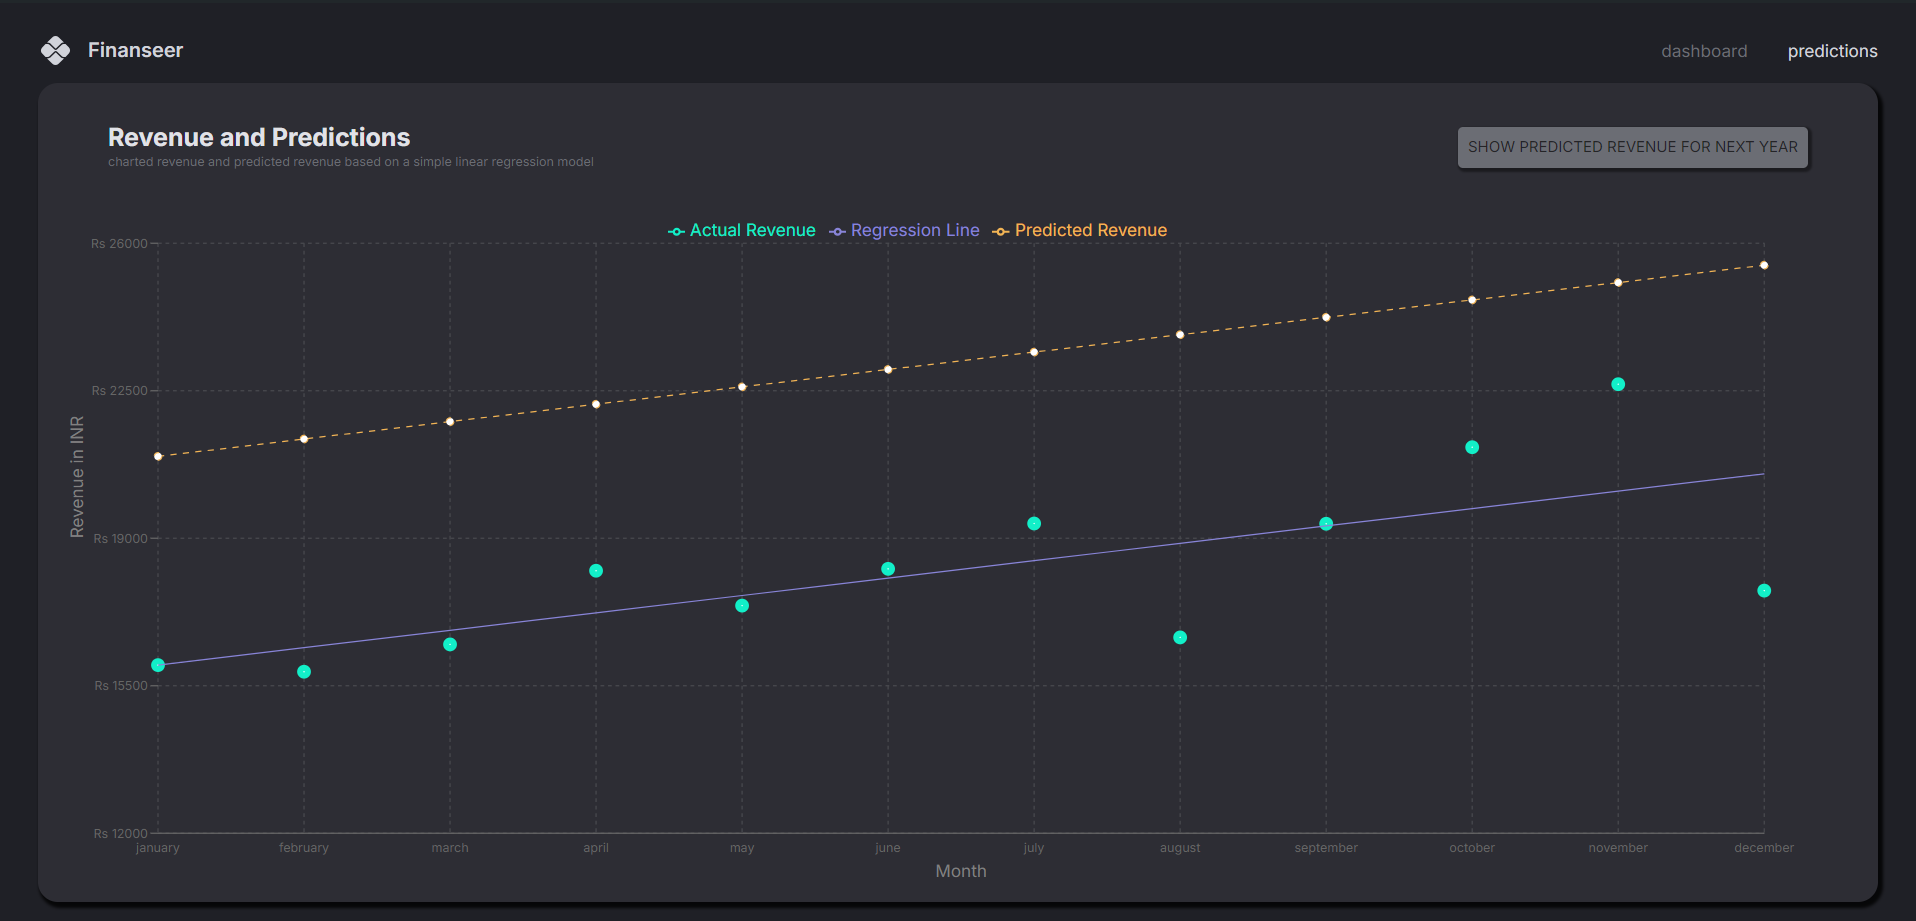 Finanseer
dashboard predictions
Revenue and Predictions
charted revenue and predicted revenue based on a simple linear regression model
SHOW PREDICTED REVENUE FOR NEXT YEAR
Actual Revenue Regression Line Predicted Revenue
Rs 26000
Rs 22500
Rs 19000
Rs 15500
Rs 12000
Revenue in INR
january february march april may june july august september october november december
Month